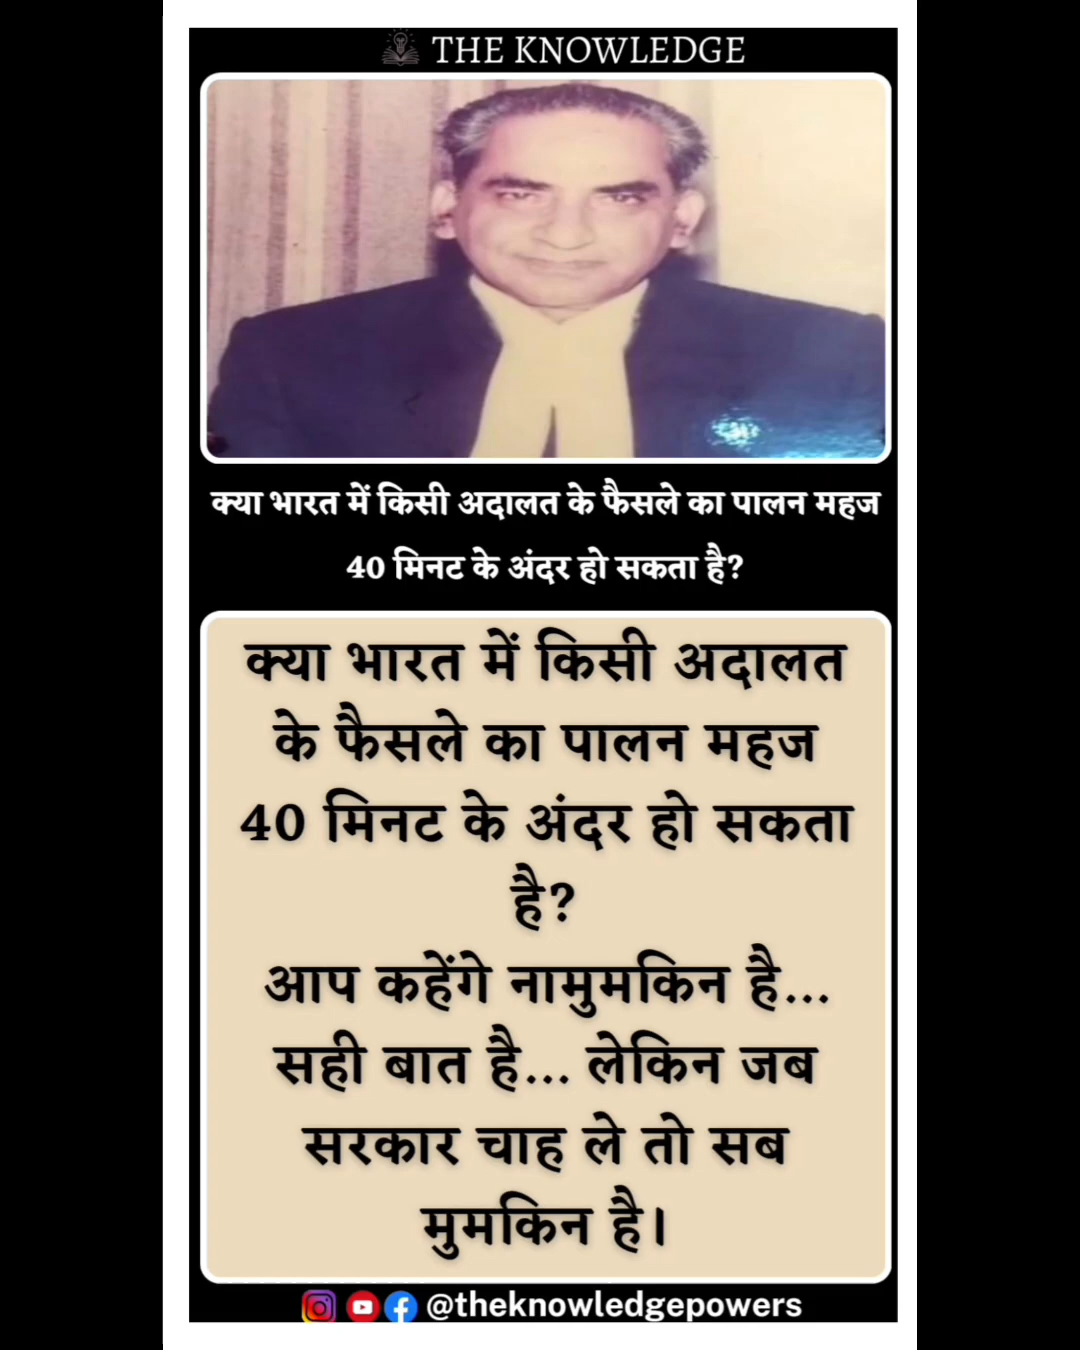 THE KNOWLEDGE
क्या भारत में किसी अदालत के फैसले का पालन महज
40 मिनट के अंदर हो सकता है?
क्या भारत में किसी अदालत
के फैसले का पालन महज
40 मिनट के अंदर हो सकता
है?
आप कहेंगे नामुमकिन है...
सही बात है... लेकिन जब
सरकार चाह ले तो सब
मुमकिन है।
@theknowledgepowers